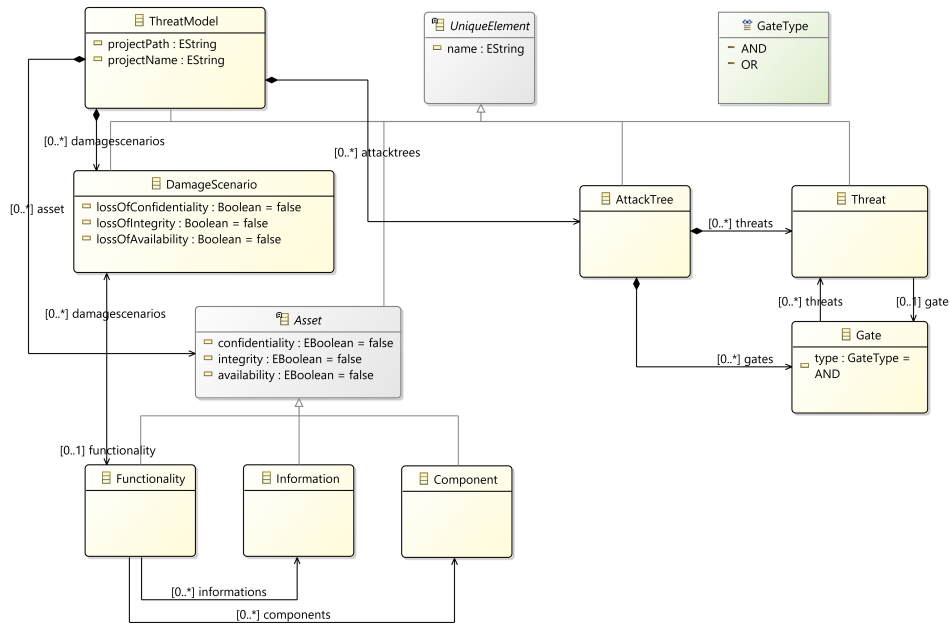 ThreatModel
projectPath : EString
projectName : EString
UniqueElement
name : EString
GateType
AND
OR
[0..*] damagescenarios
[0..*] attacktrees
DamageScenario
lossOfConfidentiality : Boolean = false
lossOfIntegrity : Boolean = false
lossOfAvailability : Boolean = false
[0..*] asset
AttackTree
[0..*] threats
Threat
[0..*] threats
[0..1] gate
[0..*] damagescenarios
Asset
confidentiality : EBoolean = false
integrity : EBoolean = false
availability : EBoolean = false
Gate
type : GateType =
AND
[0..*] gates
[0..1] functionality
Functionality
Information
Component
[0..*] informations
[0..*] components